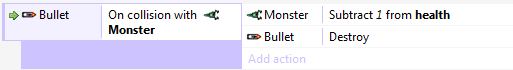 Bullet
On collision with
Monster
Monster
Subtract 1 from health
Bullet
Destroy
Add action